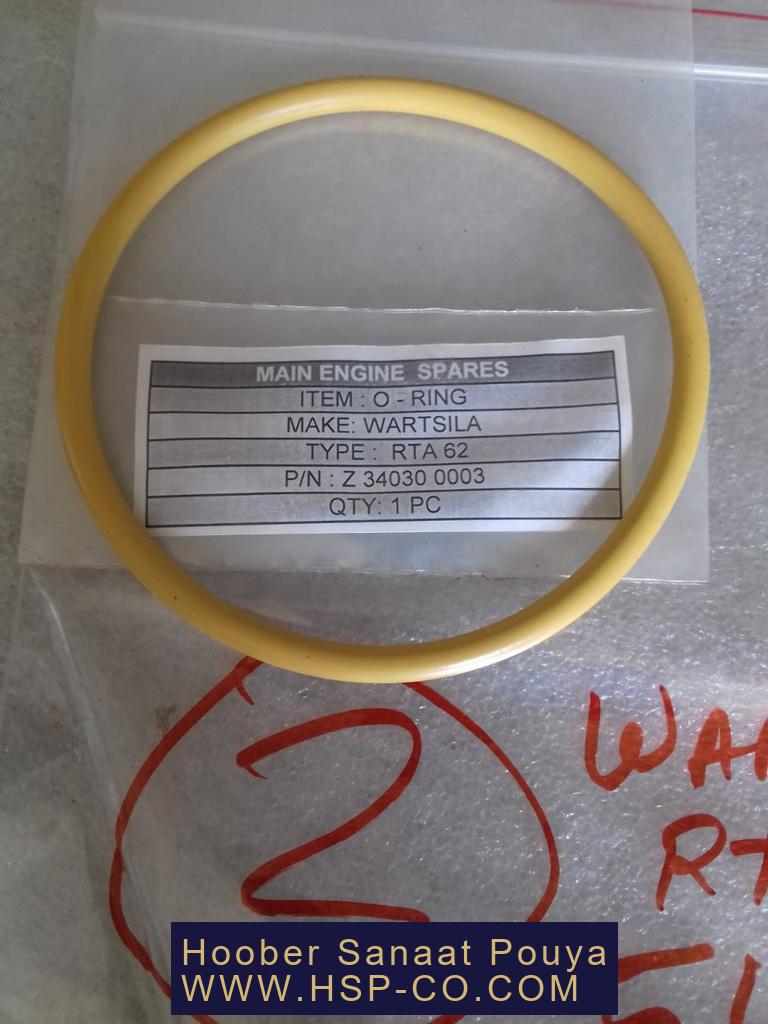 MAIN ENGINE SPARES
ITEM : O - RING
MAKE: WARTSILA
TYPE : RTA 62
P/N : Z 34030 0003
QTY: 1 PC
2
Hoober Sanaat Pouya
WWW.HSP-CO.COM